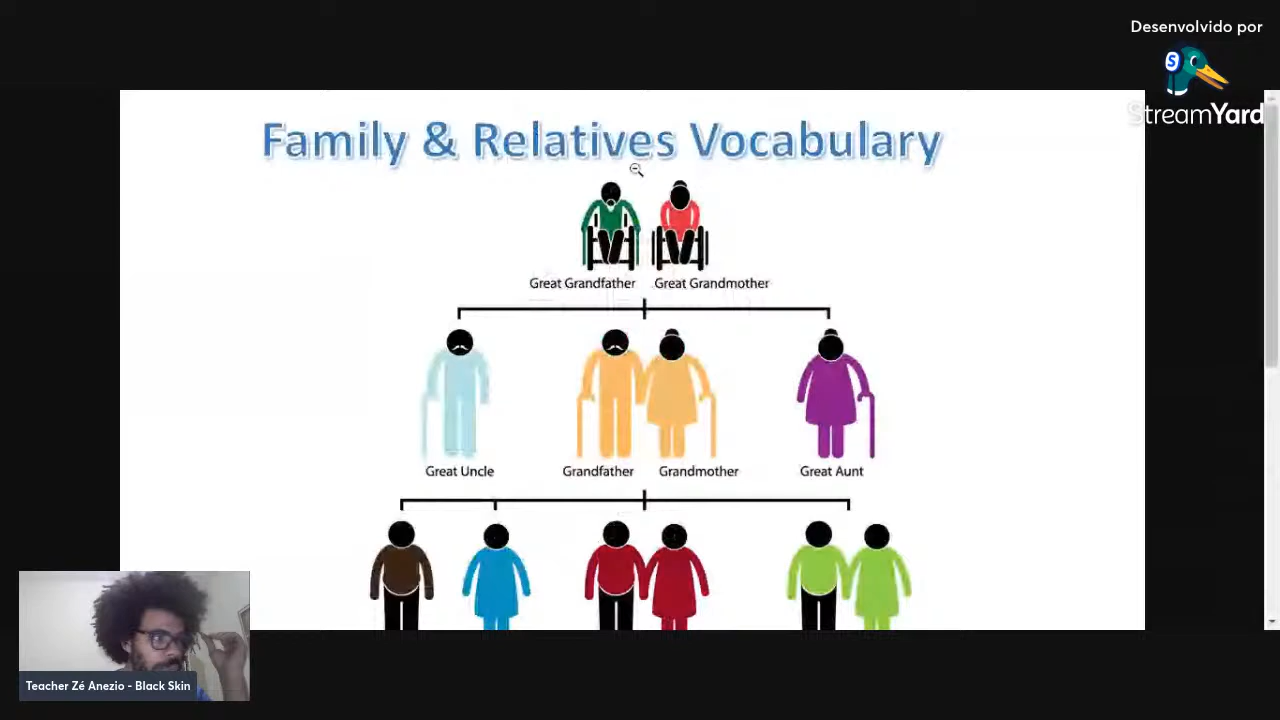 Desenvolvido por
S
StreamYard
Family & Relatives Vocabulary
Great Grandfather Great Grandmother
Great Uncle Grandfather Grandmother Great Aunt
Teacher Zé Anezio - Black Skin